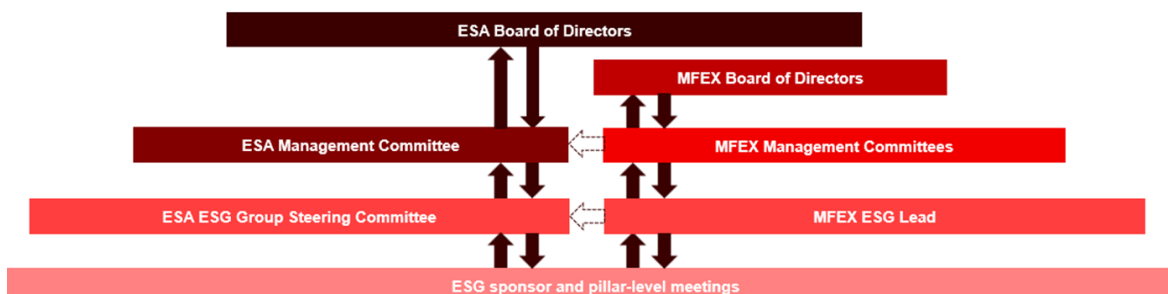 ESA Board of Directors
MFEX Board of Directors
ESA Management Committee
MFEX Management Committees
ESA ESG Group Steering Committee
MFEX ESG Lead
ESG sponsor and pillar-level meetings